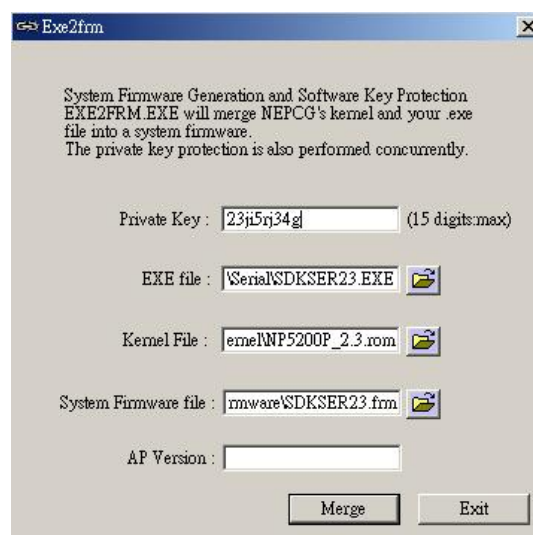 Exe2frm
System Firmware Generation and Software Key Protection
EXE2FRM.EXE will merge NEPCG's kernel and your .exe
file into a system firmware.
The private key protection is also performed concurrently.
Private Key : 23ji5rj34g (15 digits:max)
EXE file : \Serial\SDKSER23.EXE
Kernel File : ernel\NP5200P_2.3.rom
System Firmware file : rmware\SDKSER23.frm
AP Version :
Merge Exit